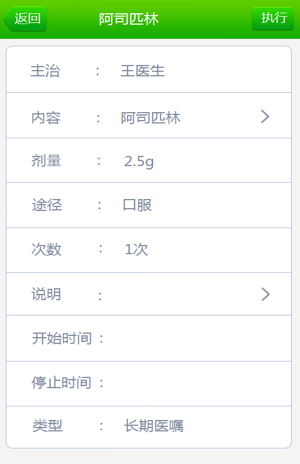 返回 阿司匹林 执行
主治 : 王医生
内容 : 阿司匹林
剂量 : 2.5g
途径 : 口服
次数 : 1次
说明 :
开始时间 :
停止时间 :
类型 : 长期医嘱